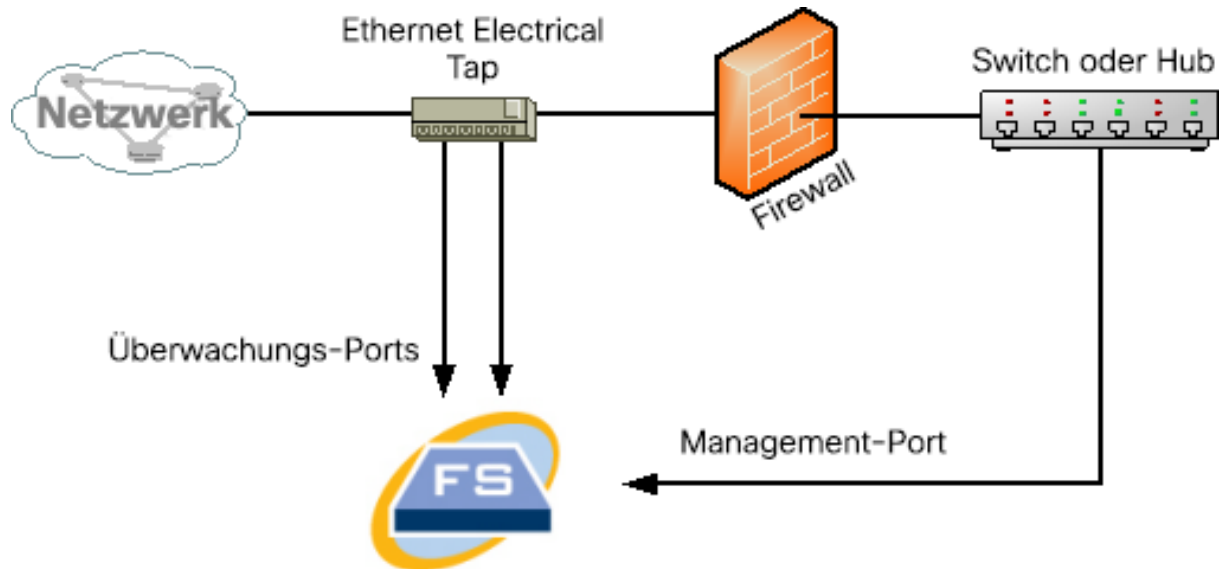 Ethernet Electrical
Tap
Switch oder Hub
Netzwerk
Firewall
Überwachungs-Ports
Management-Port
FS